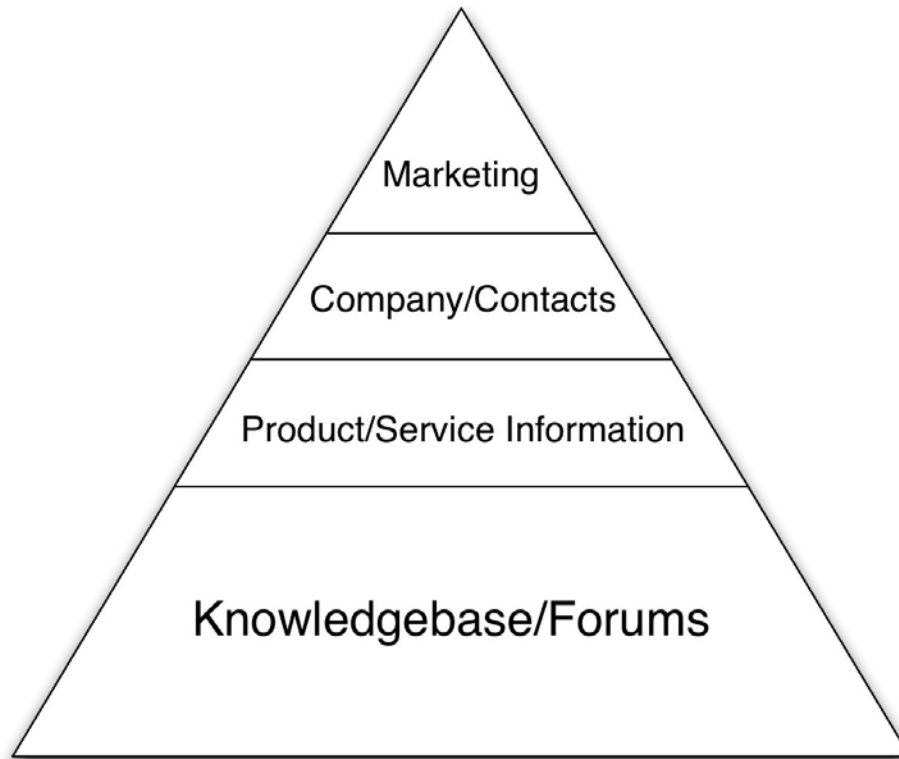 Marketing
Company/Contacts
Product/Service Information
Knowledgebase/Forums